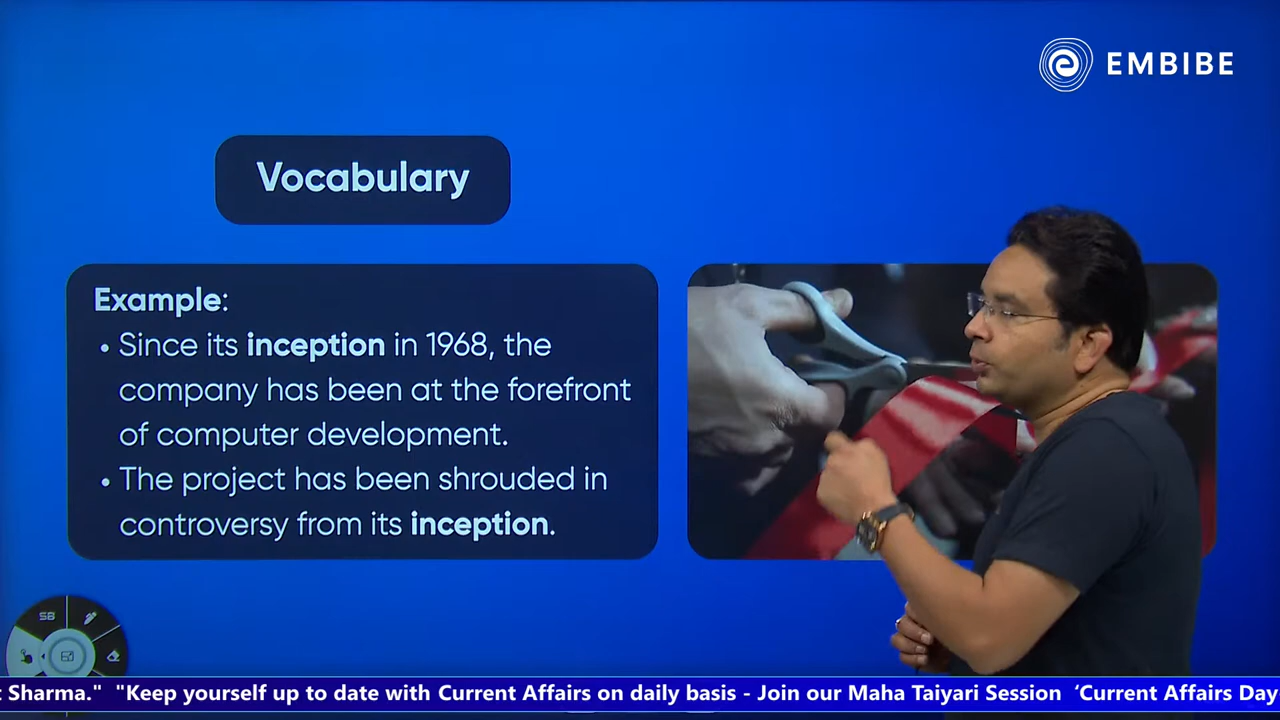 EMBIBE
Vocabulary
Example:
• Since its inception in 1968, the
company has been at the forefront
of computer development.
• The project has been shrouded in
controversy from its inception.
58
Sharma." "Keep yourself up to date with Current Affairs on daily basis - Join our Maha Taiyari Session ‘Current Affairs Day